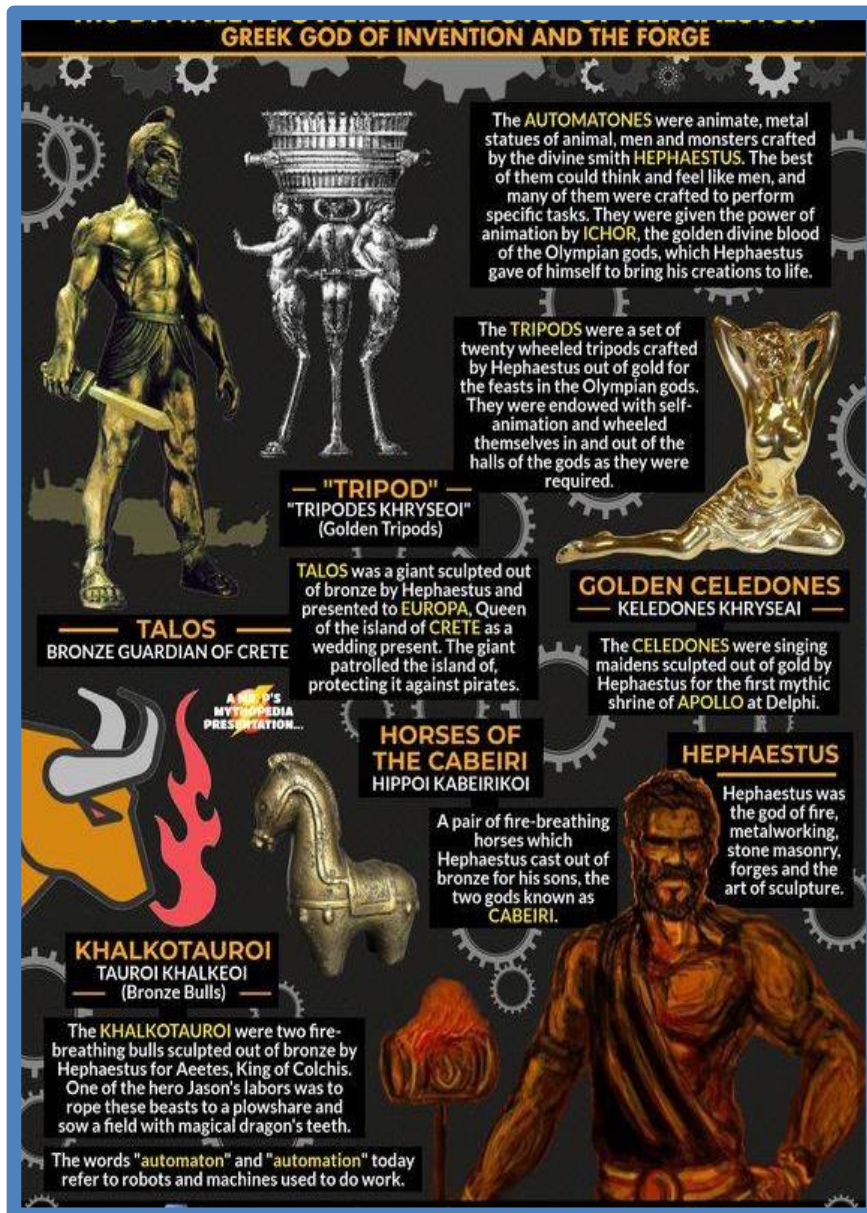 GREEK GOD OF INVENTION AND THE FORGE
The AUTOMATONES were animate, metal
statues of animal, men and monsters crafted
by the divine smith HEPHAESTUS. The best
of them could think and feel like men, and
many of them were crafted to perform
specific tasks. They were given the power of
animation by ICHOR, the golden divine blood
of the Olympian gods, which Hephaestus
gave of himself to bring his creations to life.
The TRIPODS were a set of
twenty wheeled tripods crafted
by Hephaestus out of gold for
the feasts in the Olympian gods.
They were endowed with self-
animation and wheeled
themselves in and out of the
halls of the gods as they were
required.
"TRIPOD"
"TRIPODES KHRYSEOI"
(Golden Tripods)
TALOS
BRONZE GUARDIAN OF CRETE
TALOS was a giant sculpted out
of bronze by Hephaestus and
presented to EUROPA, Queen
of the island of CRETE as a
wedding present. The giant
patrolled the island of,
protecting it against pirates.
GOLDEN CELEDONES
KELEDONES KHRYSEAI
The CELEDONES were singing
maidens sculpted out of gold by
Hephaestus for the first mythic
shrine of APOLLO at Delphi.
P'S
MYTHOPEDIA
PRESENTATION...
HORSES OF
THE CABEIRI
HIPPOI KABEIRIKOI
A pair of fire-breathing
horses which
Hephaestus cast out of
bronze for his sons, the
two gods known as
CABEIRI.
HEPHAESTUS
Hephaestus was
the god of fire,
metalworking,
stone masonry,
forges and the
art of sculpture.
KHALKOTAUROI
TAUROI KHALKEOI
(Bronze Bulls)
The KHALKOTAUROI were two fire-
breathing bulls sculpted out of bronze by
Hephaestus for Aeetes, King of Colchis.
One of the hero Jason's labors was to
rope these beasts to a plowshare and
sow a field with magical dragon's teeth.
The words "automaton" and "automation" today
refer to robots and machines used to do work.